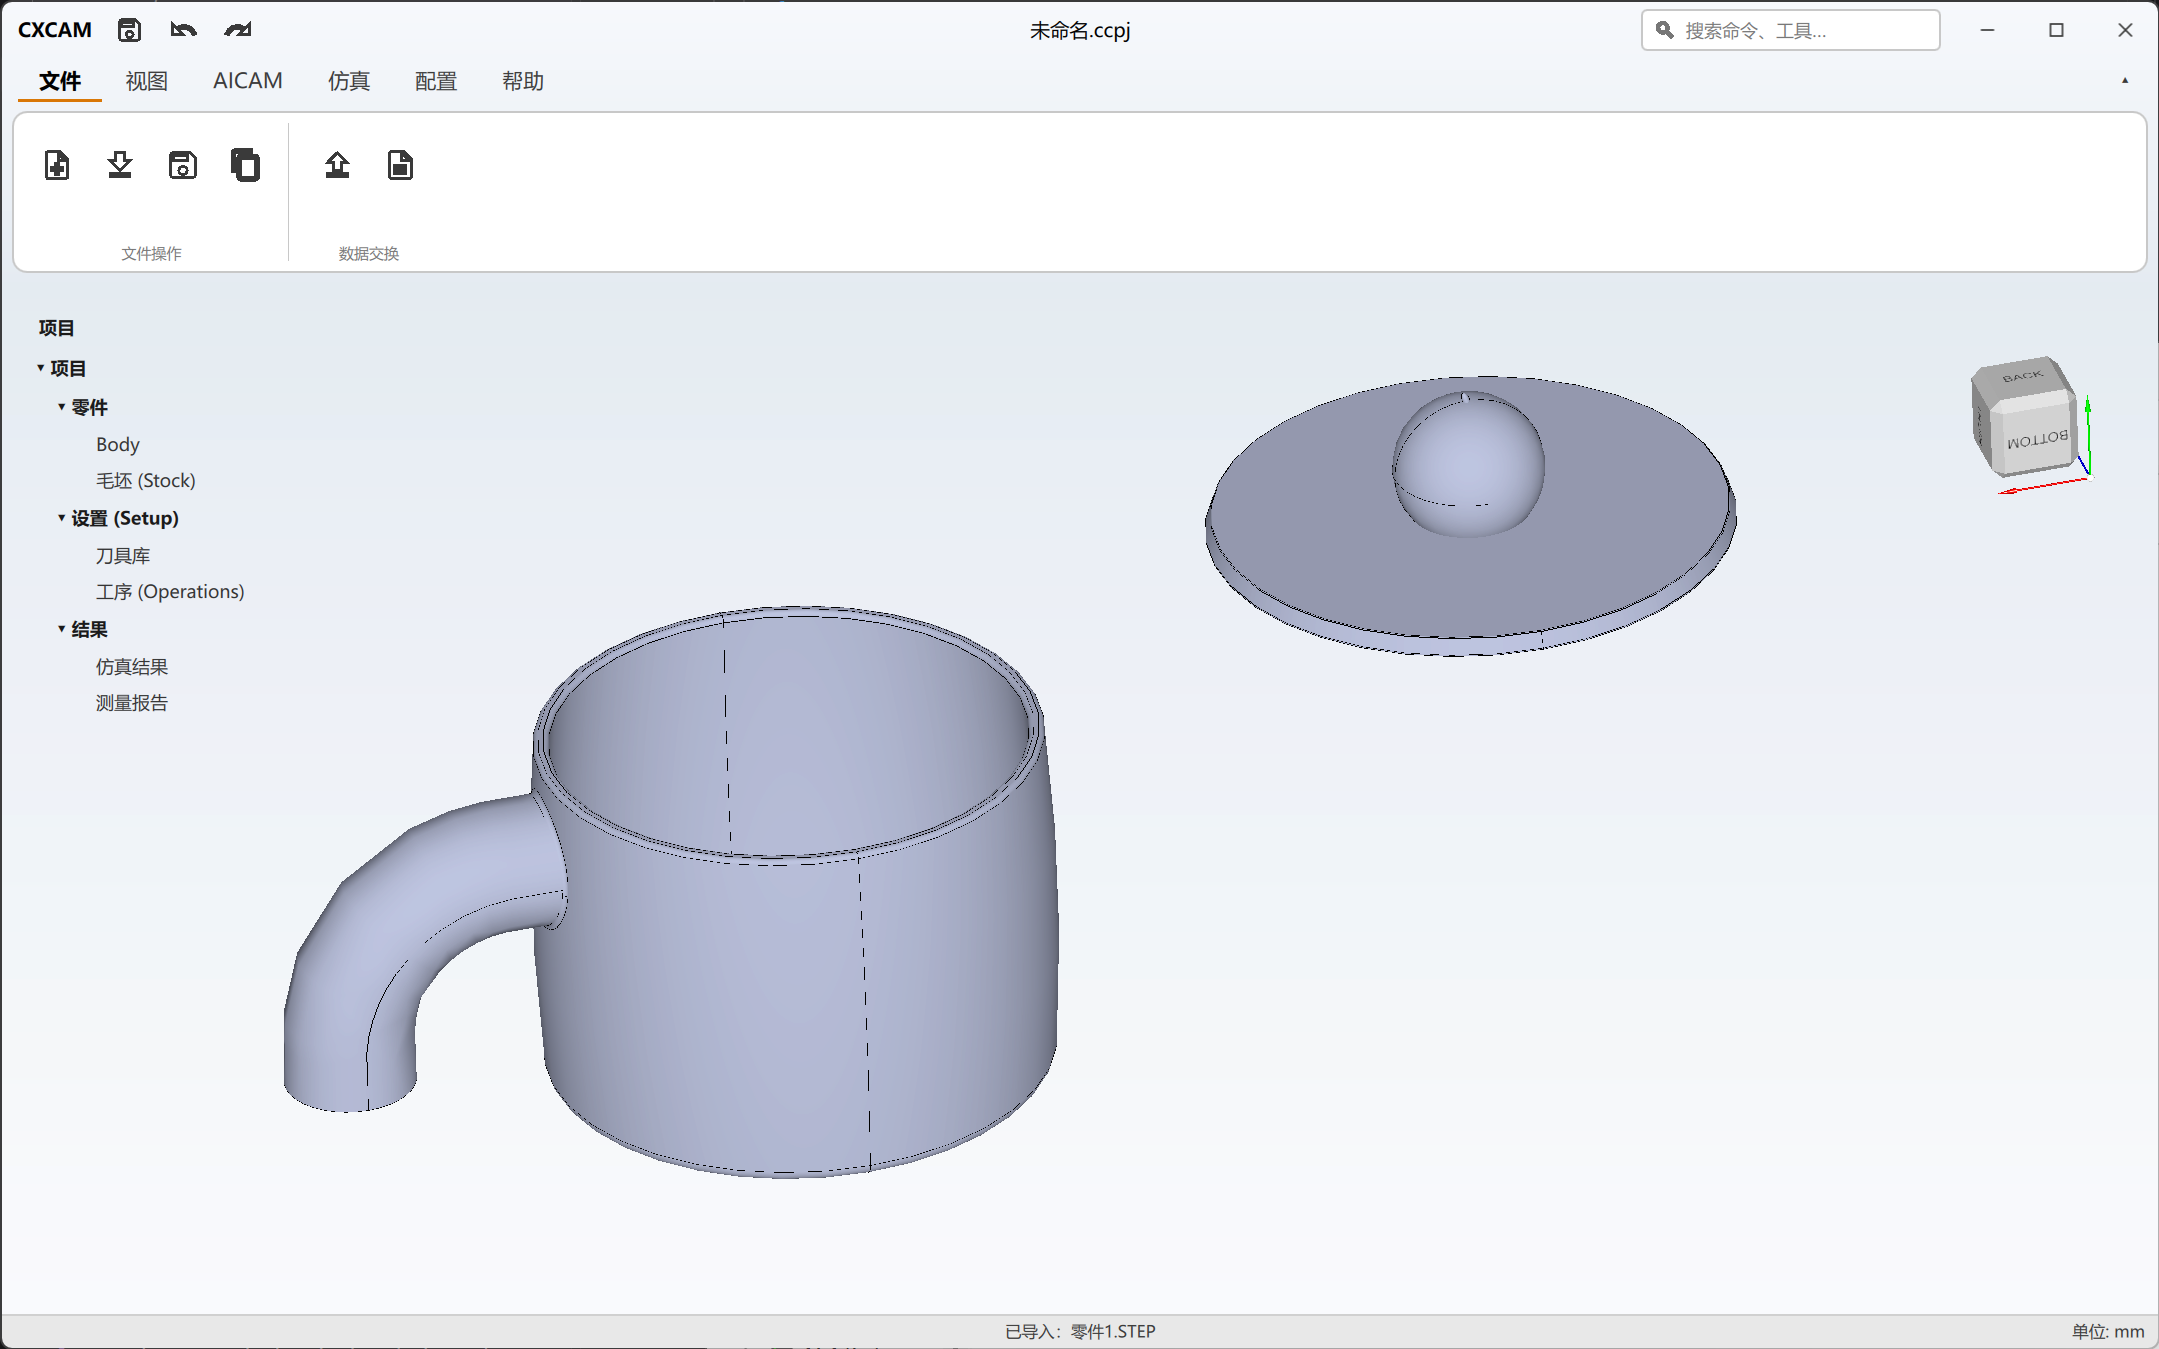 CXCAM
未命名.ccpj
搜索命令、工具...
文件 视图 AICAM 仿真 配置 帮助
文件操作 数据交换
项目
项目
零件
Body
毛坯 (Stock)
设置 (Setup)
刀具库
工序 (Operations)
结果
仿真结果
测量报告
BACK
BOTTOM
已导入：零件1.STEP
单位: mm